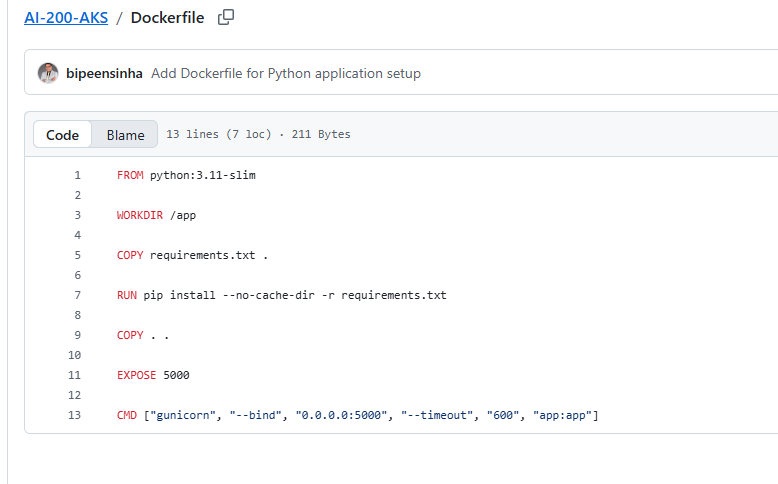 AI-200-AKS / Dockerfile
bipeensinha Add Dockerfile for Python application setup
Code Blame 13 lines (7 loc) · 211 Bytes
1 FROM python:3.11-slim
2
3 WORKDIR /app
4
5 COPY requirements.txt .
6
7 RUN pip install --no-cache-dir -r requirements.txt
8
9 COPY . .
10
11 EXPOSE 5000
12
13 CMD ["gunicorn", "--bind", "0.0.0.0:5000", "--timeout", "600", "app:app"]